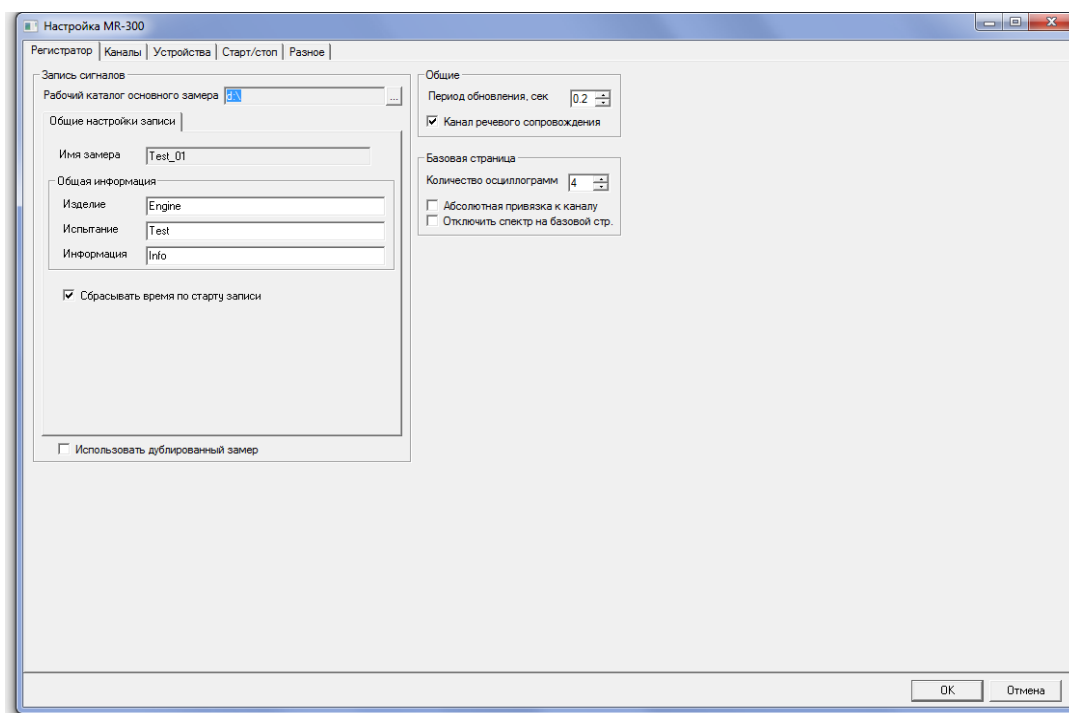 Настройка MR-300
Регистратор Каналы Устройства Старт/стоп Разное
Запись сигналов
Рабочий каталог основного замера d:\ ...
Общие настройки записи
Имя замера Test_01
Общая информация
Изделие Engine
Испытание Test
Информация Info
Сбрасывать время по старту записи
Использовать дублированный замер
Общие
Период обновления, сек 0.2
Канал речевого сопровождения
Базовая страница
Количество осциллограмм 4
Абсолютная привязка к каналу
Отключить спектр на базовой стр.
OK Отмена